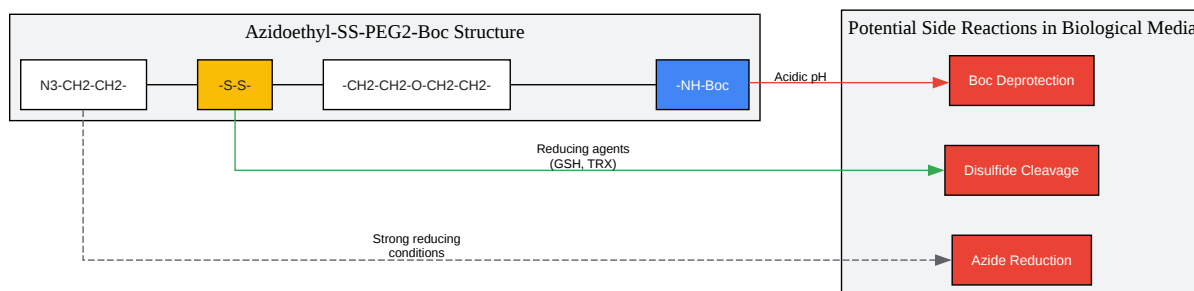 Azidoethyl-SS-PEG2-Boc Structure
N3-CH2-CH2-
-S-S-
-CH2-CH2-O-CH2-CH2-
-NH-Boc
Acidic pH
Reducing agents
(GSH, TRX)
Strong reducing
conditions
Potential Side Reactions in Biological Media
Boc Deprotection
Disulfide Cleavage
Azide Reduction